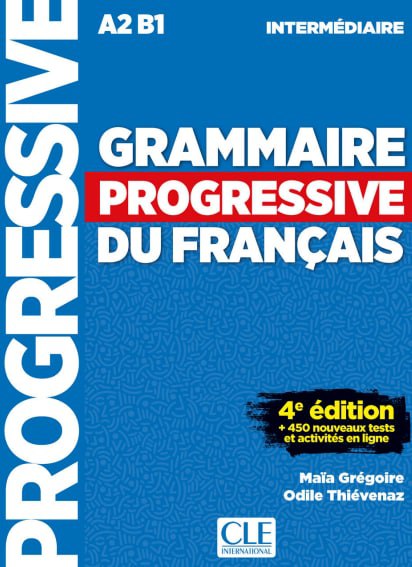 PROGRESSIVE
A2 B1
INTERMÉDIAIRE
GRAMMAIRE
PROGRESSIVE
DU FRANÇAIS
4e édition
+ 450 nouveaux tests
et activités en ligne
Maïa Grégoire
Odile Thiévenaz
CLE
INTERNATIONAL